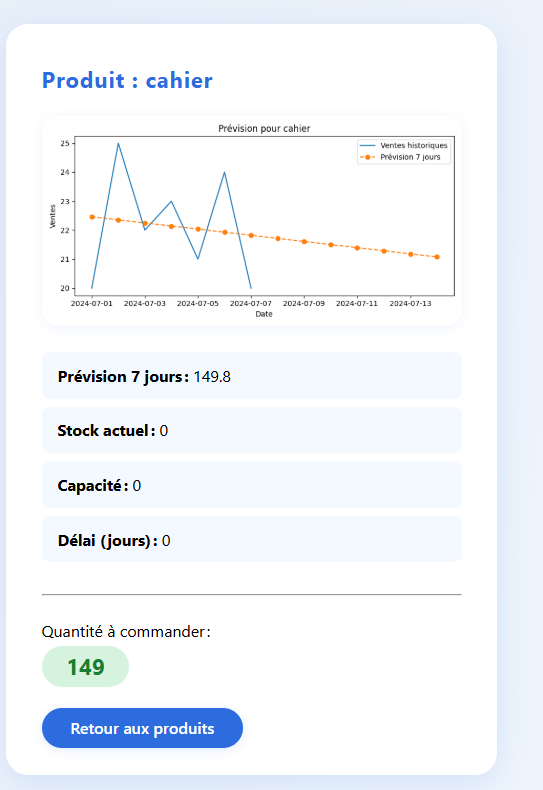 Produit : cahier
Prévision pour cahier
Ventes historiques
Prévision 7 jours
25
24
23
22
21
20
Ventes
2024-07-01 2024-07-03 2024-07-05 2024-07-07 2024-07-09 2024-07-11 2024-07-13
Date
Prévision 7 jours : 149.8
Stock actuel : 0
Capacité : 0
Délai (jours) : 0
Quantité à commander :
149
Retour aux produits